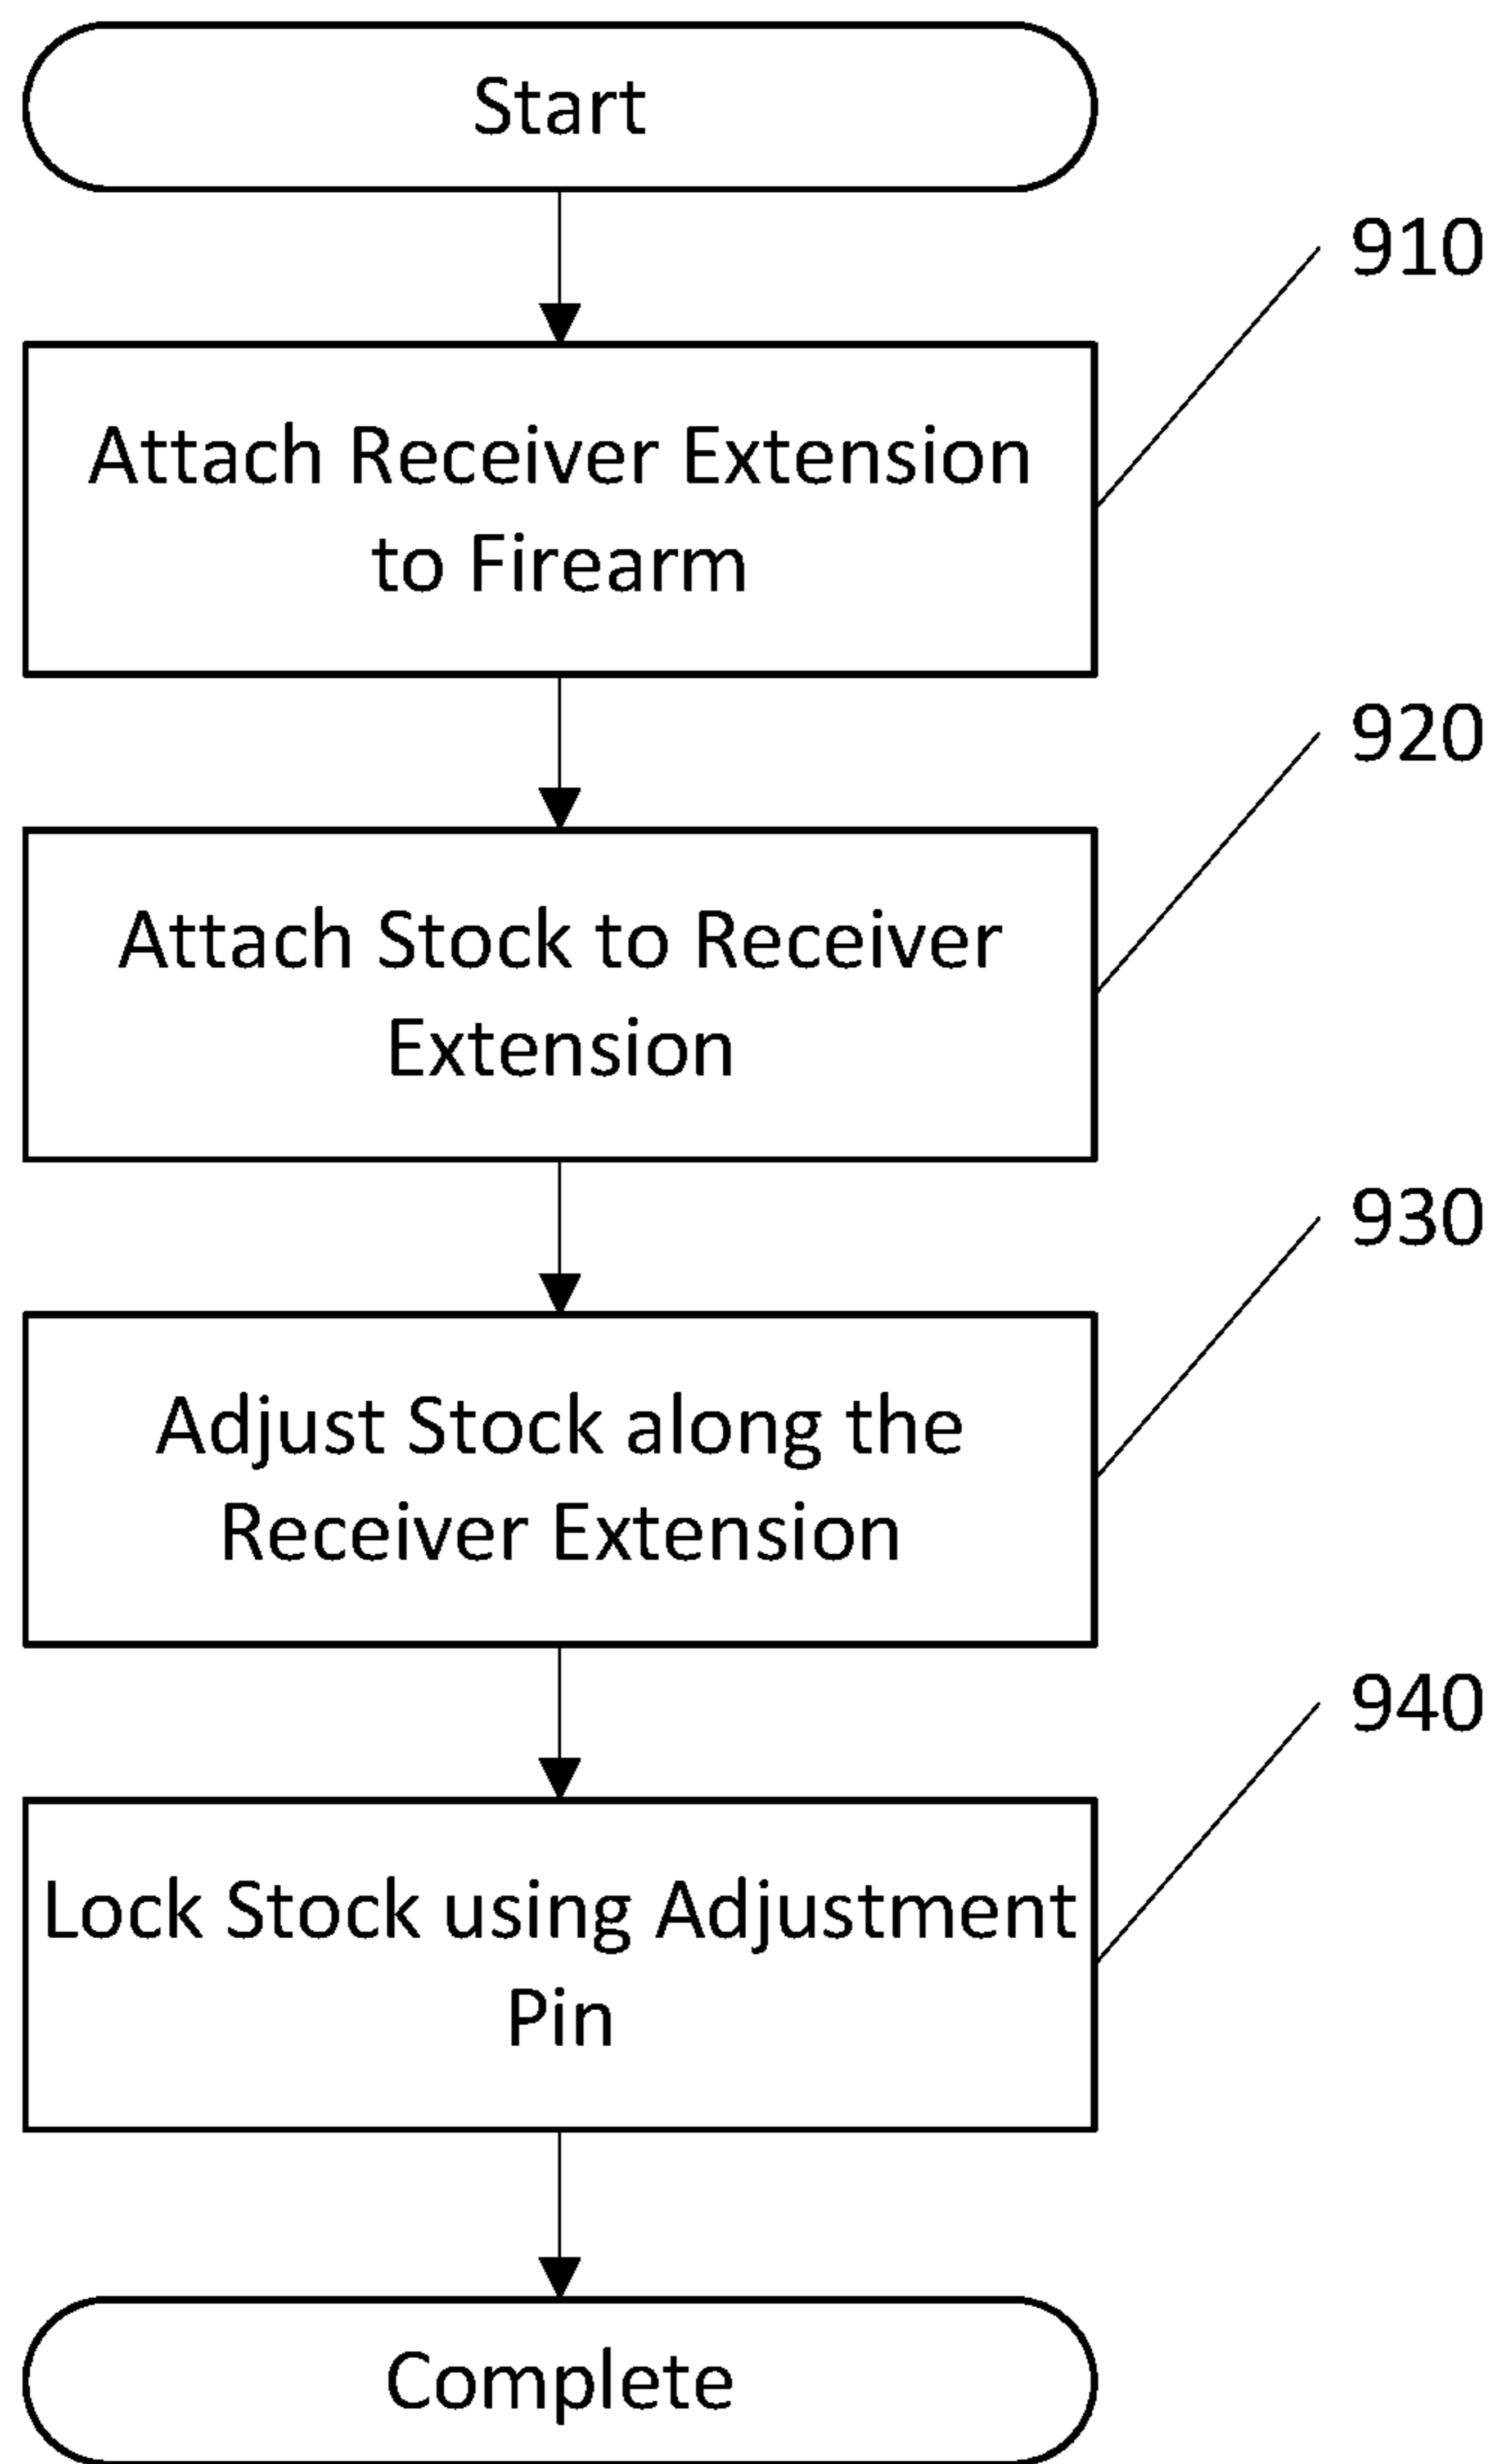 Start
910
Attach Receiver Extension
to Firearm
920
Attach Stock to Receiver
Extension
930
Adjust Stock along the
Receiver Extension
940
Lock Stock using Adjustment
Pin
Complete